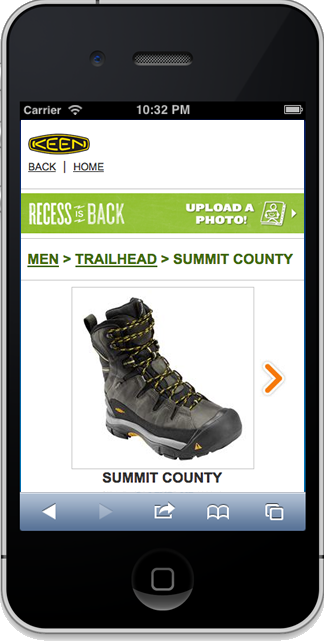 Carrier 10:32 PM
KEEN
BACK | HOME
RECESS IS BACK UPLOAD A
PHOTO!
MEN > TRAILHEAD > SUMMIT COUNTY
SUMMIT COUNTY